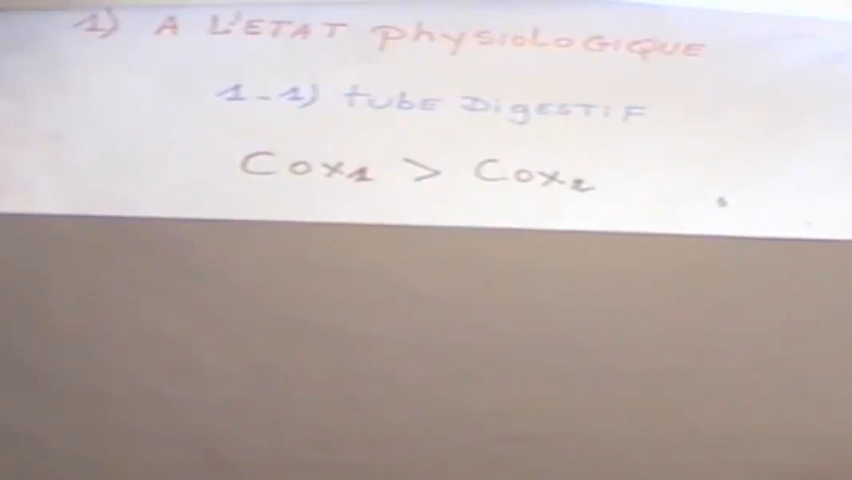 1) A L'ETAT PHYSIOLOGIQUE
1-1) TUBE DIGESTIF
Cox1 > Cox2